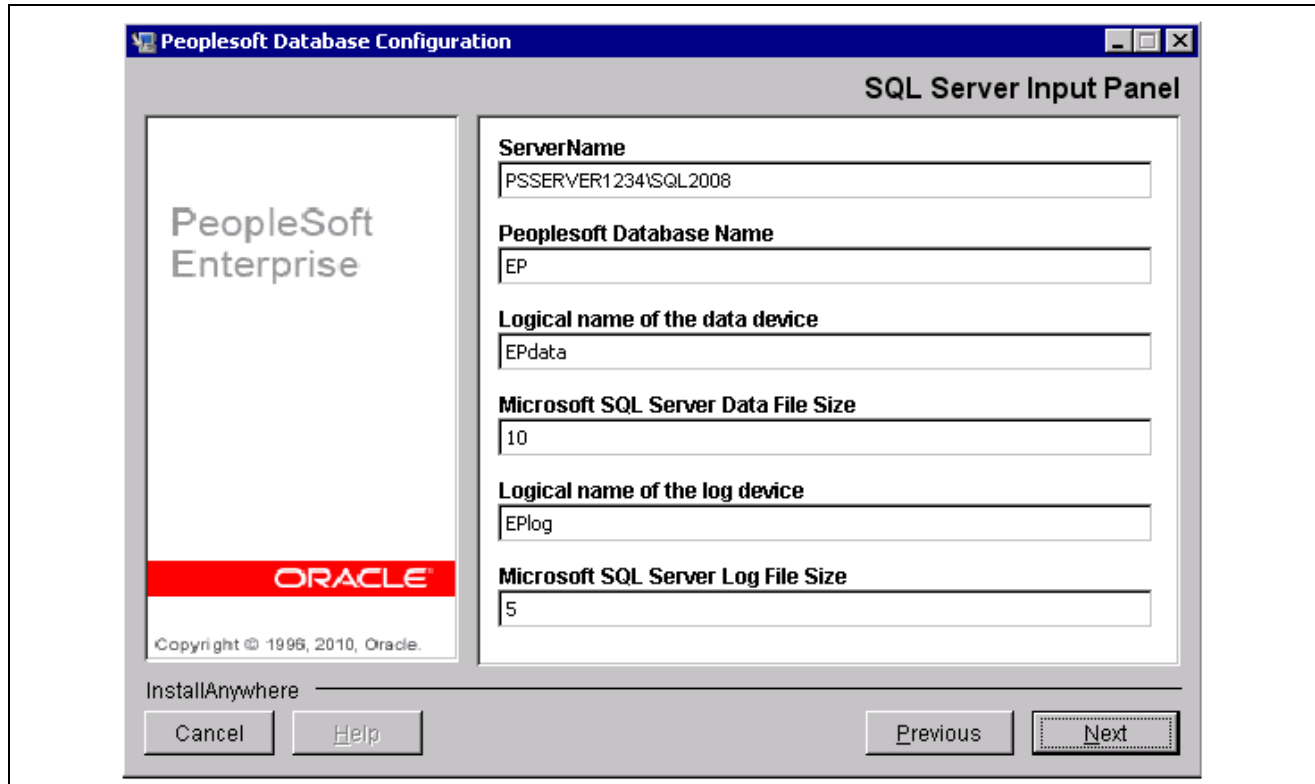 Peoplesoft Database Configuration
SQL Server Input Panel
PeopleSoft
Enterprise
ORACLE
Copyright © 1996, 2010, Oracle.
ServerName
PSSERVER1234\SQL2008
Peoplesoft Database Name
EP
Logical name of the data device
EPdata
Microsoft SQL Server Data File Size
10
Logical name of the log device
EPlog
Microsoft SQL Server Log File Size
5
InstallAnywhere
Cancel
Help
Previous
Next